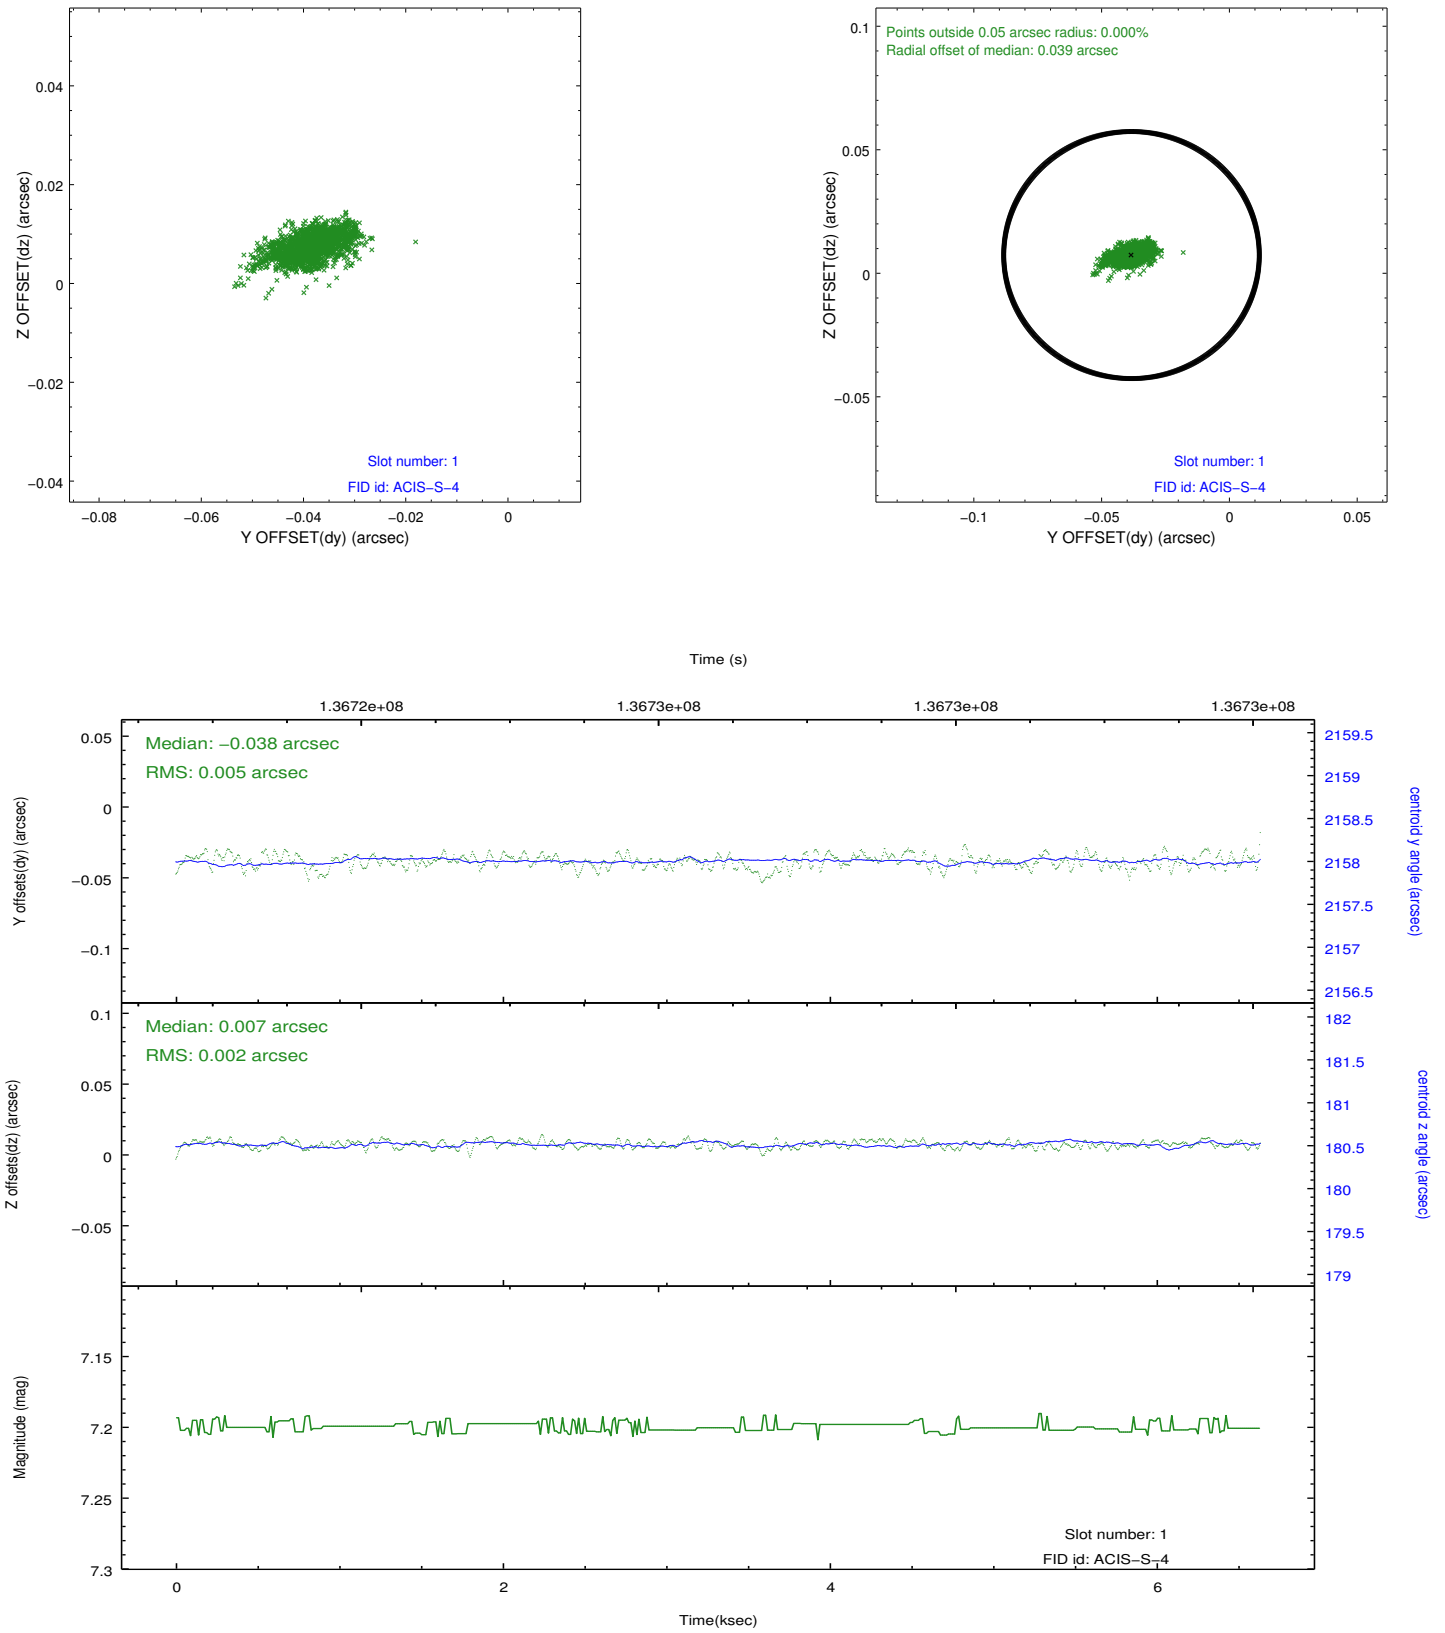 0.04
0.02
0
−0.02
−0.04
Z OFFSET(dz) (arcsec)
Slot number: 1
FID id: ACIS−S−4
−0.08
−0.06
−0.04
−0.02
0
Y OFFSET(dy) (arcsec)
Points outside 0.05 arcsec radius: 0.000%
Radial offset of median: 0.039 arcsec
0.1
0.05
0
−0.05
Z OFFSET(dz) (arcsec)
Slot number: 1
FID id: ACIS−S−4
−0.1
−0.05
0
0.05
Y OFFSET(dy) (arcsec)
Time (s)
1.3672e+08
1.3673e+08
1.3673e+08
1.3673e+08
Median: −0.038 arcsec
RMS: 0.005 arcsec
0.05
0
−0.05
−0.1
Y offsets(dy) (arcsec)
2159.5
2159
2158.5
2158
2157.5
2157
2156.5
centroid y angle (arcsec)
Median: 0.007 arcsec
RMS: 0.002 arcsec
0.1
0.05
0
−0.05
Z offsets(dz) (arcsec)
182
181.5
181
180.5
180
179.5
179
centroid z angle (arcsec)
7.15
7.2
7.25
7.3
Magnitude (mag)
Slot number: 1
FID id: ACIS−S−4
0
2
4
6
Time(ksec)